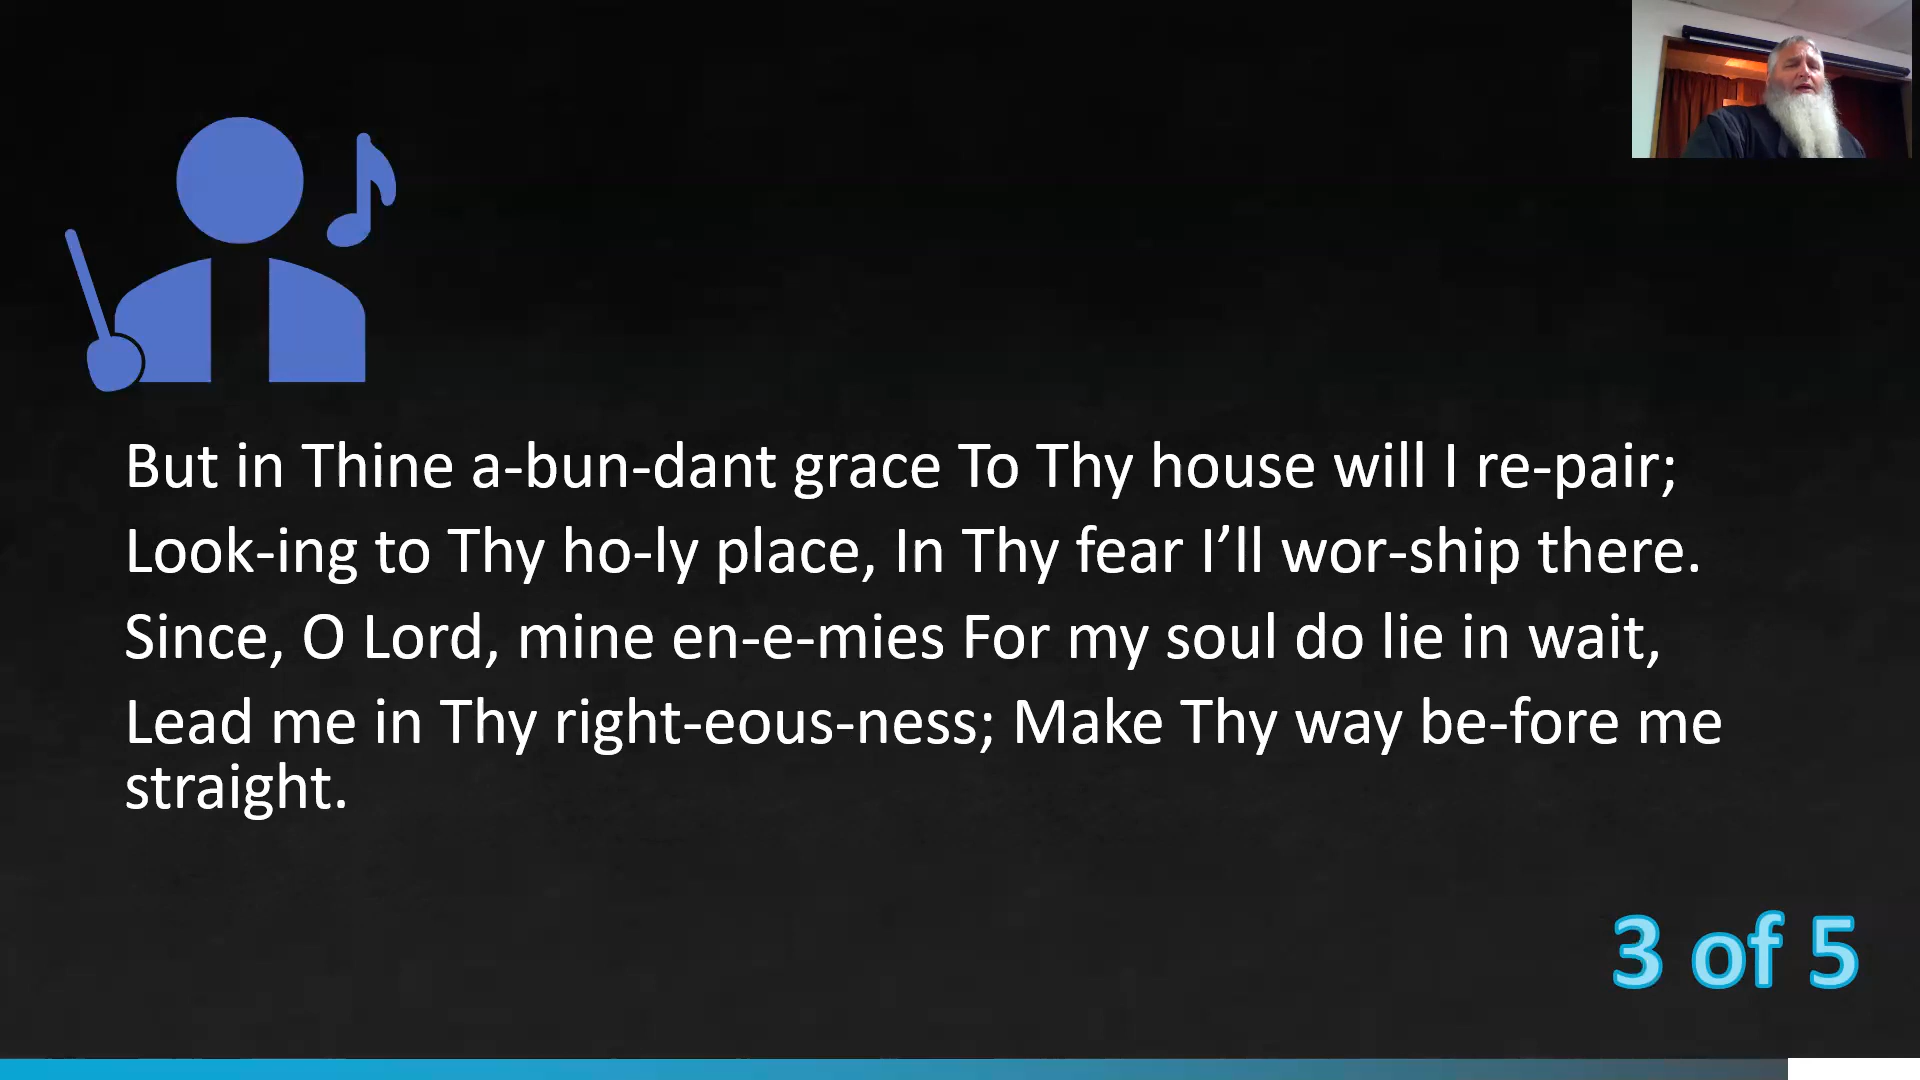 But in Thine a-bun-dant grace To Thy house will I re-pair;
Look-ing to Thy ho-ly place, In Thy fear I’ll wor-ship there.
Since, O Lord, mine en-e-mies For my soul do lie in wait,
Lead me in Thy right-eous-ness; Make Thy way be-fore me
straight.
3 of 5